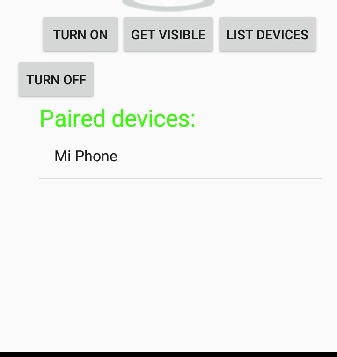 TURN ON GET VISIBLE LIST DEVICES
TURN OFF
Paired devices:
Mi Phone